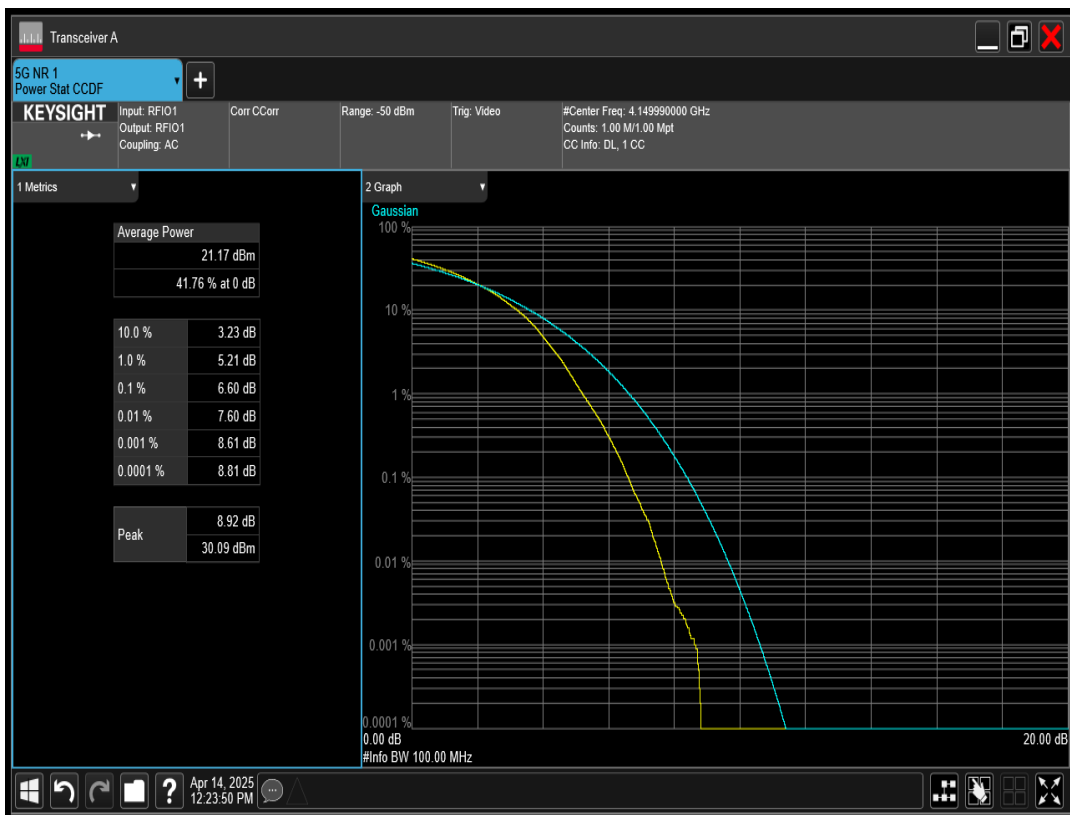 Transceiver A
5G NR 1
Power Stat CCDF
+
KEYSIGHT
LXI
Input: RFIO1
Output: RFIO1
Coupling: AC
Corr CCorr
Range: -50 dBm
Trig: Video
#Center Freq: 4.149990000 GHz
Counts: 1.00 M/1.00 Mpt
CC Info: DL, 1 CC
1 Metrics
Average Power
21.17 dBm
41.76 % at 0 dB
10.0 % 3.23 dB
1.0 % 5.21 dB
0.1 % 6.60 dB
0.01 % 7.60 dB
0.001 % 8.61 dB
0.0001 % 8.81 dB
Peak
8.92 dB
30.09 dBm
2 Graph
Gaussian
100 %
10 %
1 %
0.1 %
0.01 %
0.001 %
0.0001 %
0.00 dB 20.00 dB
#Info BW 100.00 MHz
?
Apr 14, 2025
12:23:50 PM